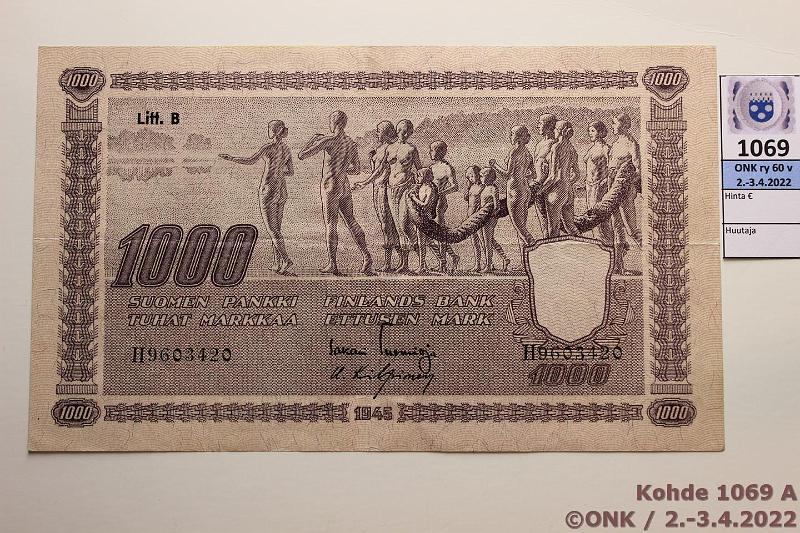 1000
1000
Litt. B
1000
SUOMEN PANKKI FINLANDS BANK
TUHAT MARKKAA ETTUSEN MARK
H9603420
H9603420
1000
1000
1945
1000
1069
ONK ry 60 v
2.-3.4.2022
Hinta €
Huutaja
Kohde 1069 A
©ONK / 2.-3.4.2022